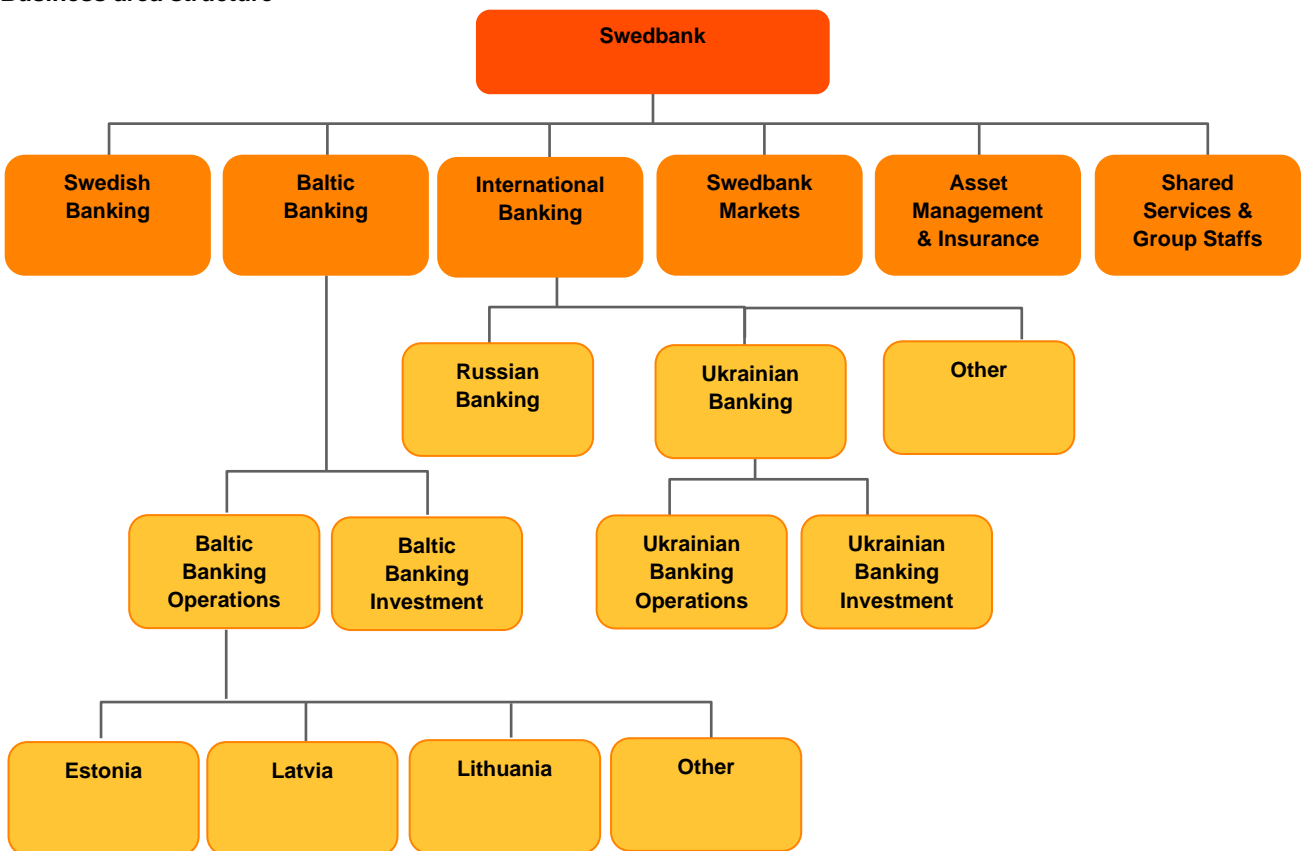 Business area structure
Swedbank
Swedish
Banking
Baltic
Banking
International
Banking
Swedbank
Markets
Asset
Management
& Insurance
Shared
Services &
Group Staffs
Russian
Banking
Ukrainian
Banking
Other
Baltic
Banking
Operations
Baltic
Banking
Investment
Ukrainian
Banking
Operations
Ukrainian
Banking
Investment
Estonia
Latvia
Lithuania
Other